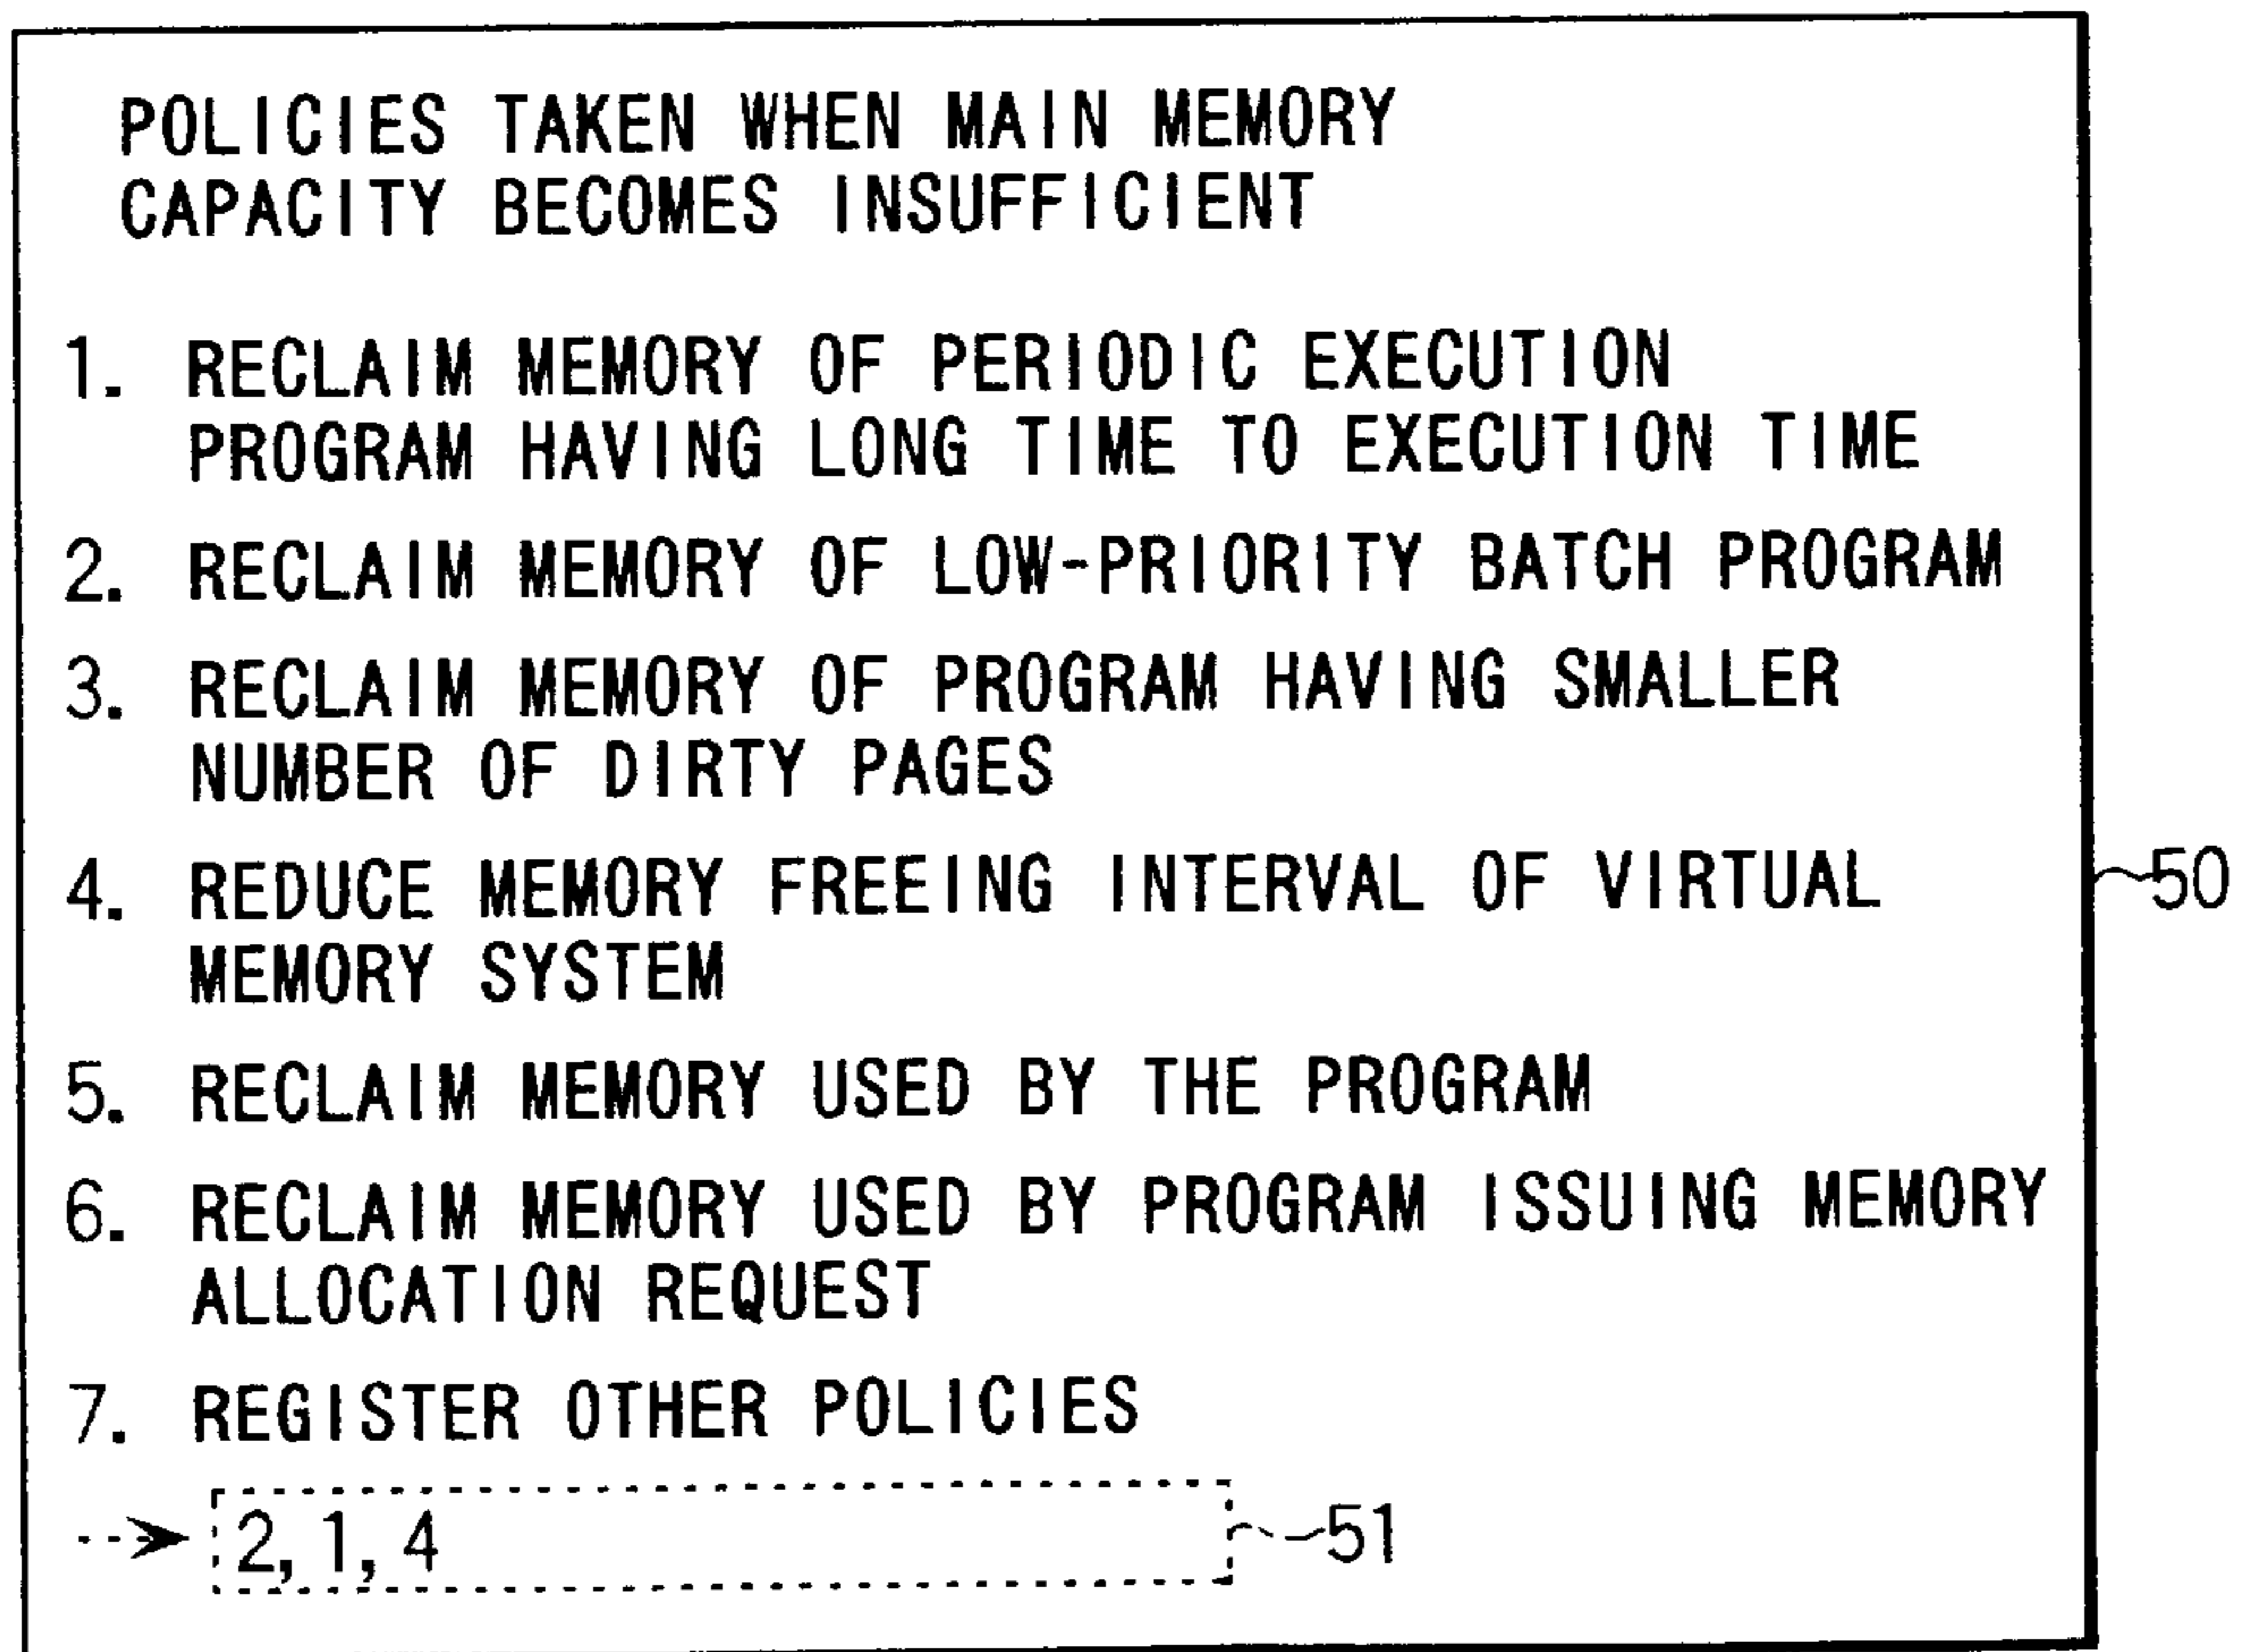 POLICIES TAKEN WHEN MAIN MEMORY
CAPACITY BECOMES INSUFFICIENT
1. RECLAIM MEMORY OF PERIODIC EXECUTION
PROGRAM HAVING LONG TIME TO EXECUTION TIME
2. RECLAIM MEMORY OF LOW-PRIORITY BATCH PROGRAM
3. RECLAIM MEMORY OF PROGRAM HAVING SMALLER
NUMBER OF DIRTY PAGES
4. REDUCE MEMORY FREEING INTERVAL OF VIRTUAL
MEMORY SYSTEM
50
5. RECLAIM MEMORY USED BY THE PROGRAM
6. RECLAIM MEMORY USED BY PROGRAM ISSUING MEMORY
ALLOCATION REQUEST
7. REGISTER OTHER POLICIES
2, 1, 4
51